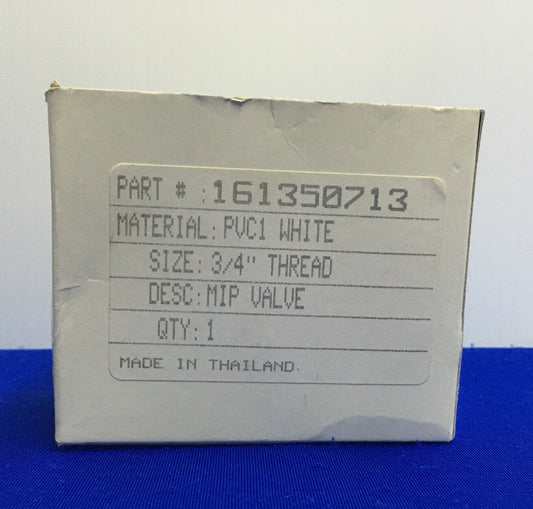 PART # : 161350713
MATERIAL: PVC1 WHITE
SIZE: 3/4" THREAD
DESC: MIP VALVE
QTY: 1
MADE IN THAILAND